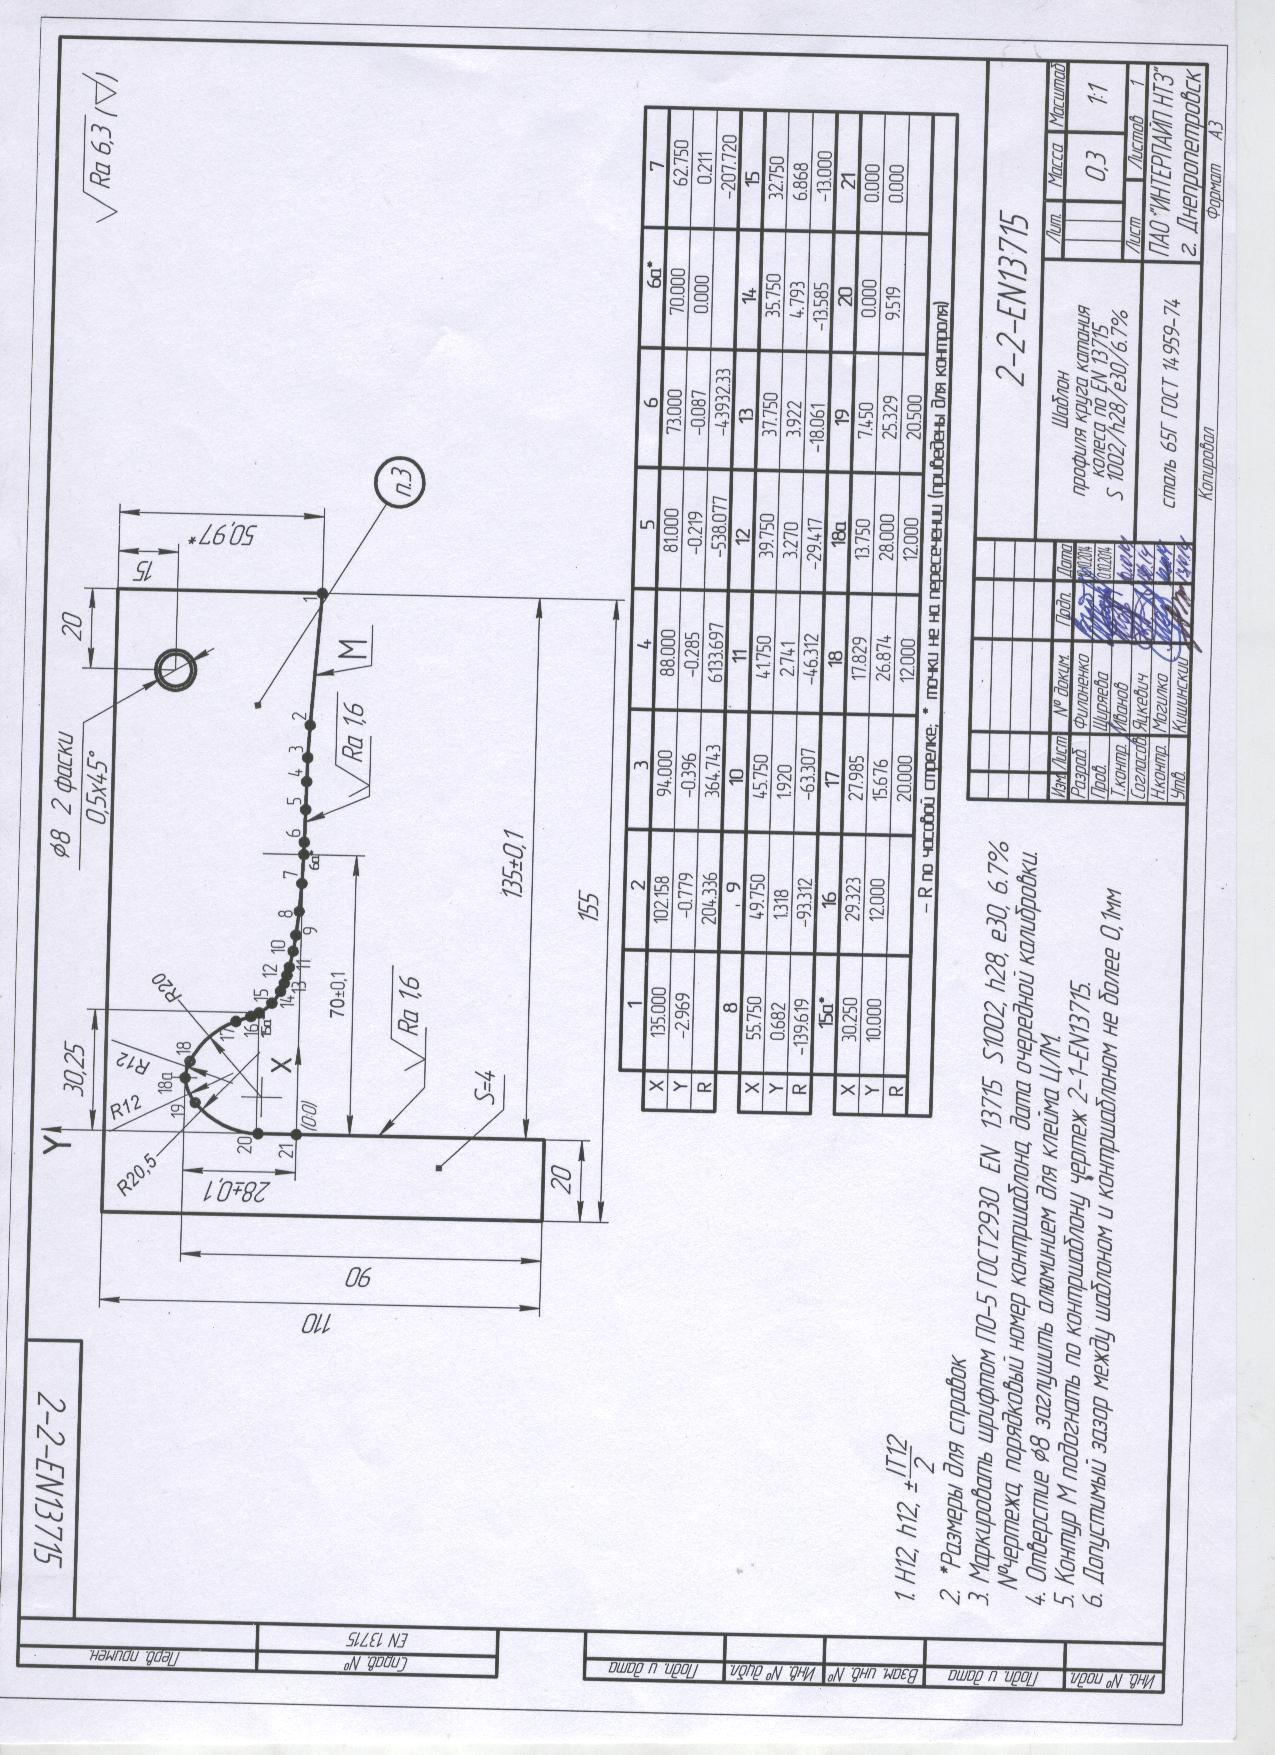 2-2-EN13715
Перв. примен.
Справ. №
EN 13715
Подп. и дата
Инв. № дубл.
Взам. инв. №
Подп. и дата
Инв. № подл.
Y
30,25
⌀8 2 фаски
0,5x45°
20
√Ra 6,3 (√)
R20,5
R12
R12
R20
15
50,97*
28±0,1
90
110
19
18а
18
17
16
15а
15
14
13
12
11
10
9
8
7
6а*
6
5
4
3
2
1
20
21
X
(0:0)
70±0,1
Ra 1,6
M
Ra 1,6
п.3
S=4
135±0,1
20
155
1 2 3 4 5 6 6а* 7
X 135.000 102.158 94.000 88.000 81.000 73.000 70.000 62.750
Y -2.969 -0.779 -0.396 -0.285 -0.219 -0.087 0.000 0.211
R 204.336 364.743 6133.697 -538.077 -43932.33 -207.720
8 9 10 11 12 13 14 15
X 55.750 49.750 45.750 41.750 39.750 37.750 35.750 32.750
Y 0.682 1.318 1.920 2.741 3.270 3.922 4.793 6.868
R -139.619 -93.312 -63.307 -46.312 -29.417 -18.061 -13.585 -13.000
15а* 16 17 18 18а 19 20 21
X 30.250 29.323 27.985 17.829 13.750 7.450 0.000 0.000
Y 10.000 12.000 15.676 26.874 28.000 25.329 9.519 0.000
R 20.000 12.000 12.000 20.500
- R по часовой стрелке; * точки не на пересечении (приведены для контроля)
1. H12, h12, ±IT12/2
2. *Размеры для справок
3. Маркировать шрифтом ПО-5 ГОСТ2930 EN 13715 S1002, h28, e30, 6.7%
№чертежа, порядковый номер контршаблона, дата очередной калибровки.
4. Отверстие ⌀8 заглушить алюминием для клейма ЦЛМ.
5. Контур М подогнать по контршаблону чертеж 2-1-EN13715.
6. Допустимый зазор между шаблоном и контршаблоном не более 0,1мм
2-2-EN13715
Изм. Лист № докум. Подп. Дата
Разраб. Филоненко
Пров. Ширяева
Т.контр. Иванов
Согласов. Яцкевич
Н.контр. Могилко
Утв. Кишинский
Шаблон
профиля круга катания
колеса по EN 13715
S 1002/h28/e30/6.7%
Лит. Масса Масштаб
0,3 1:1
Лист Листов 1
сталь 65Г ГОСТ 14959-74
ПАО "ИНТЕРПАЙП НТЗ"
г. Днепропетровск
Копировал
Формат А3